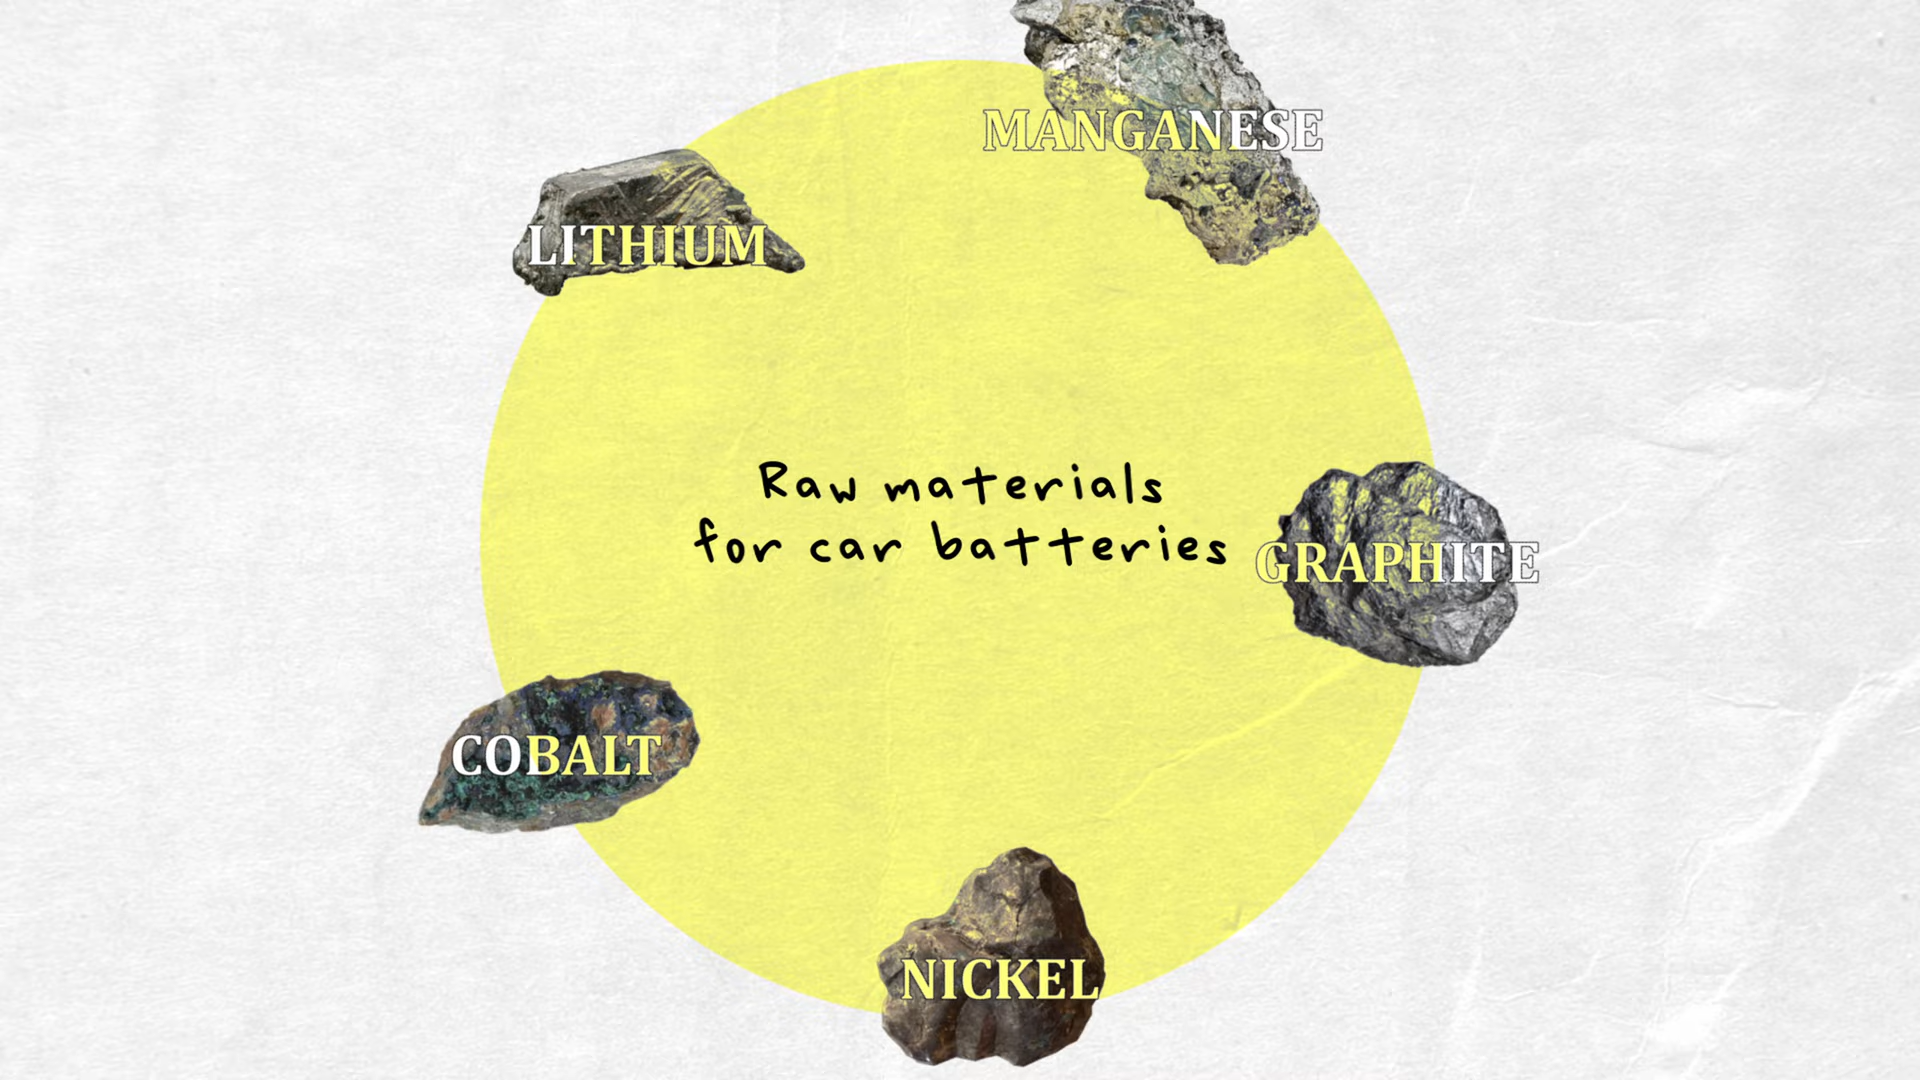 MANGANESE
LITHIUM
Raw materials
for car batteries
GRAPHITE
COBALT
NICKEL